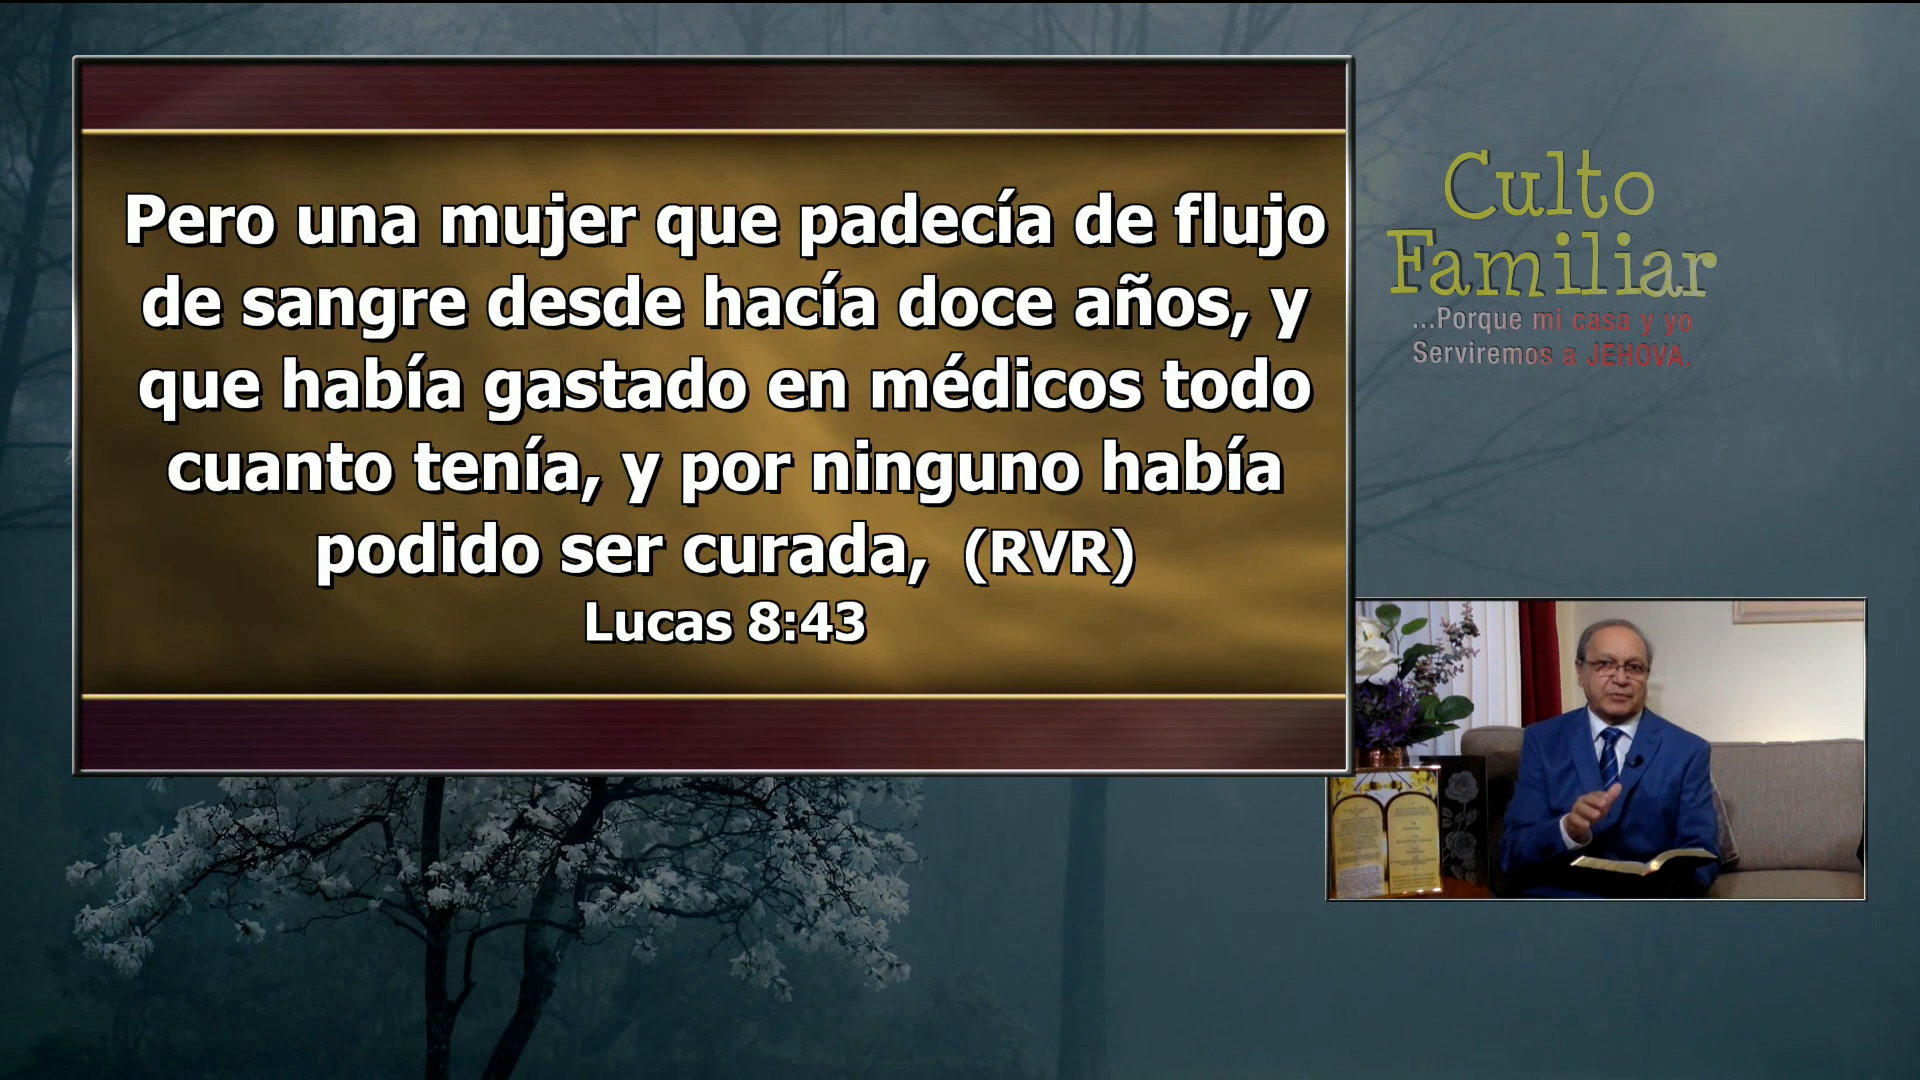 Pero una mujer que padecía de flujo
de sangre desde hacía doce años, y
que había gastado en médicos todo
cuanto tenía, y por ninguno había
podido ser curada, (RVR)
Lucas 8:43
Culto
Familiar
...Porque mi casa y yo
Serviremos a JEHOVA.